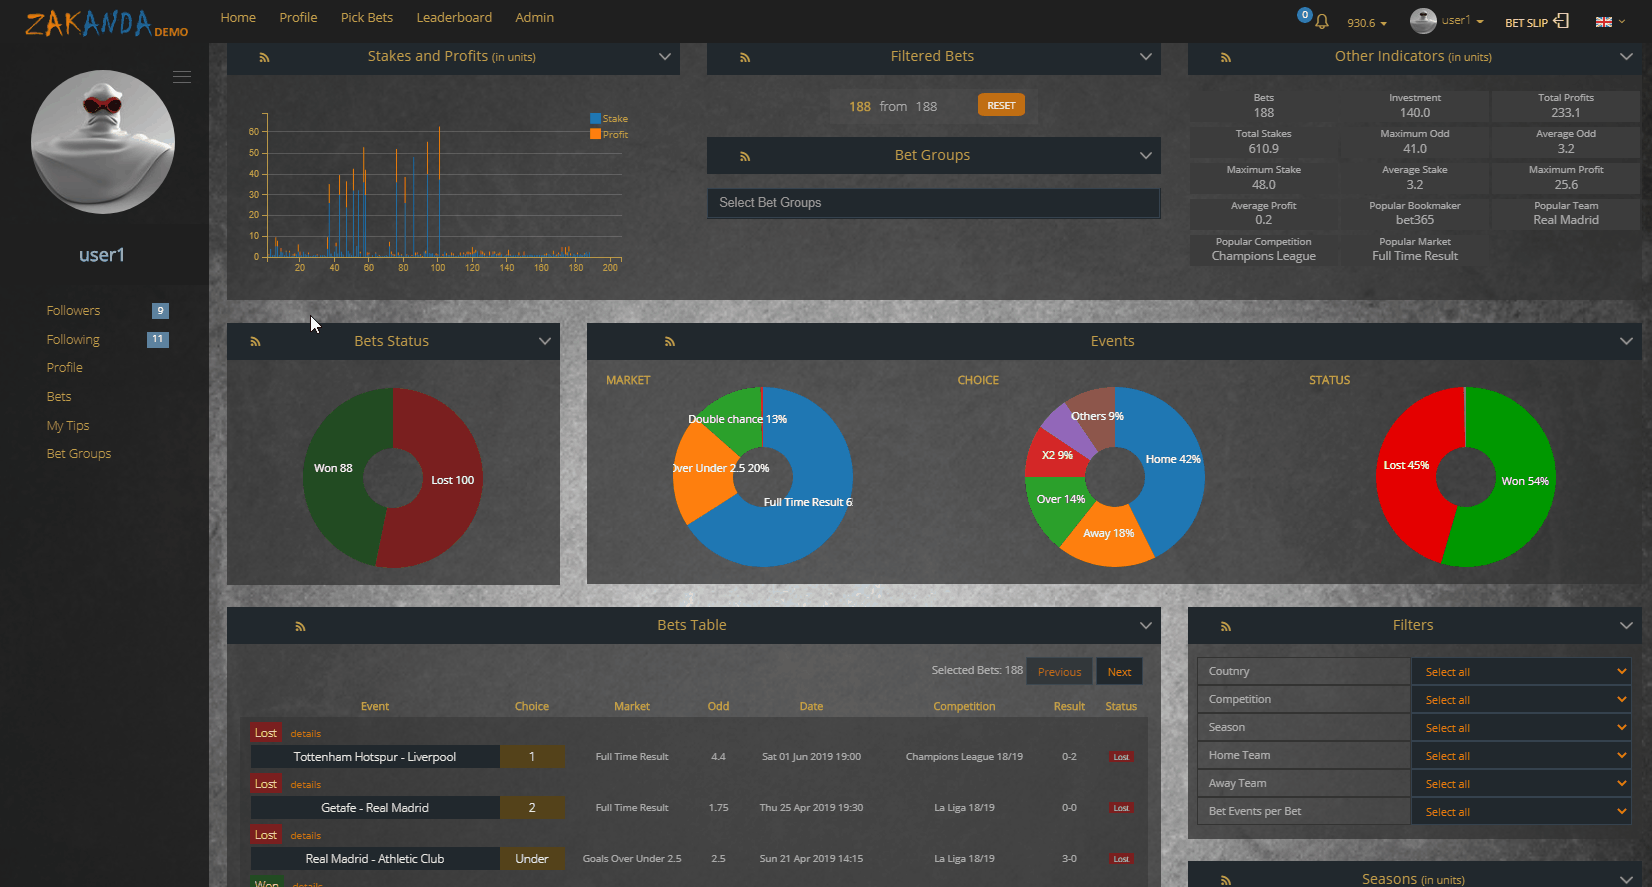 ZAKANDA DEMO
Home Profile Pick Bets Leaderboard Admin
0 930.6 user1 BET SLIP
user1
Followers 9
Following 11
Profile
Bets
My Tips
Bet Groups
Stakes and Profits (in units)
Stake
Profit
60
50
40
30
20
10
0
20 40 60 80 100 120 140 160 180 200
Filtered Bets
188 from 188 RESET
Bet Groups
Select Bet Groups
Other Indicators (in units)
Bets Investment Total Profits
188 140.0 233.1
Total Stakes Maximum Odd Average Odd
610.9 41.0 3.2
Maximum Stake Average Stake Maximum Profit
48.0 3.2 25.6
Average Profit Popular Bookmaker Popular Team
0.2 bet365 Real Madrid
Popular Competition Popular Market
Champions League Full Time Result
Bets Status
Won 88
Lost 100
Events
MARKET
Double chance 13%
Over Under 2.5 20%
Full Time Result 6
CHOICE
Others 9%
X2 9%
Home 42%
Over 14%
Away 18%
STATUS
Lost 45%
Won 54%
Bets Table
Selected Bets: 188 Previous Next
Event Choice Market Odd Date Competition Result Status
Lost details
Tottenham Hotspur - Liverpool 1 Full Time Result 4.4 Sat 01 Jun 2019 19:00 Champions League 18/19 0-2 Lost
Lost details
Getafe - Real Madrid 2 Full Time Result 1.75 Thu 25 Apr 2019 19:30 La Liga 18/19 0-0 Lost
Lost details
Real Madrid - Athletic Club Under Goals Over Under 2.5 2.5 Sun 21 Apr 2019 14:15 La Liga 18/19 3-0 Lost
Won details
Filters
Coutnry Select all
Competition Select all
Season Select all
Home Team Select all
Away Team Select all
Bet Events per Bet Select all
Seasons (in units)